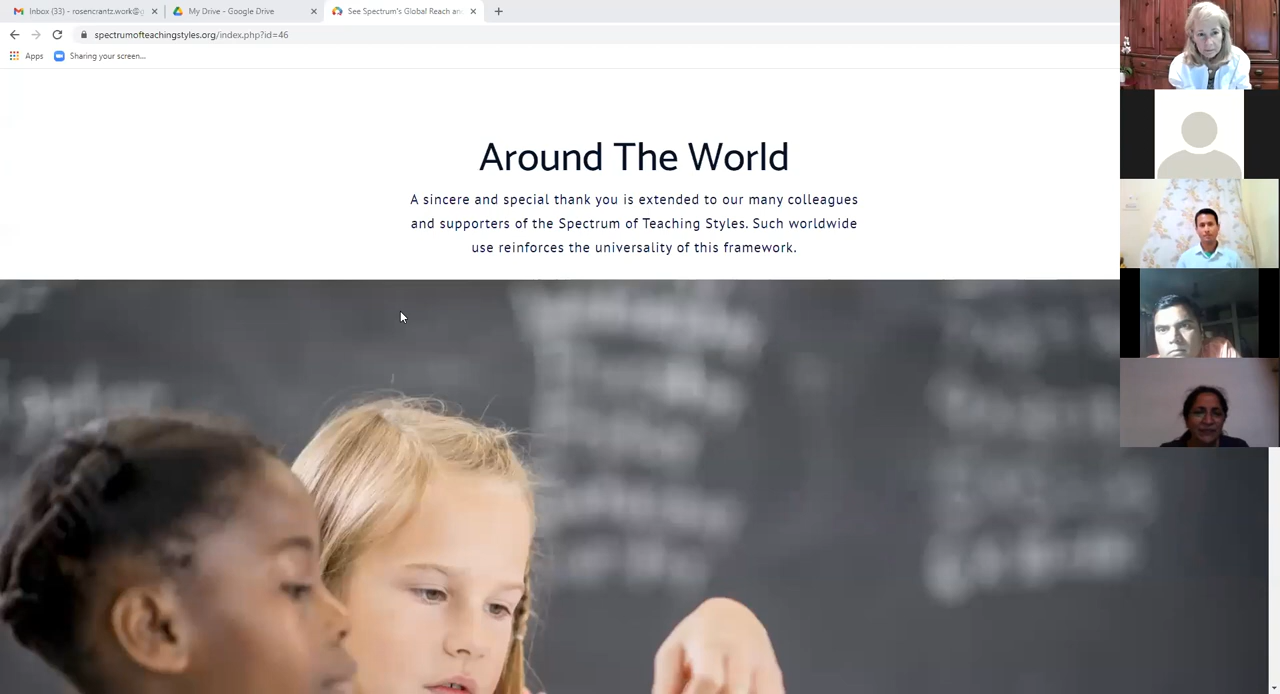 Inbox (33) - rosencrantz.work@g
My Drive - Google Drive
See Spectrum's Global Reach an
spectrumofteachingstyles.org/index.php?id=46
Apps
Sharing your screen...
Around The World
A sincere and special thank you is extended to our many colleagues
and supporters of the Spectrum of Teaching Styles. Such worldwide
use reinforces the universality of this framework.